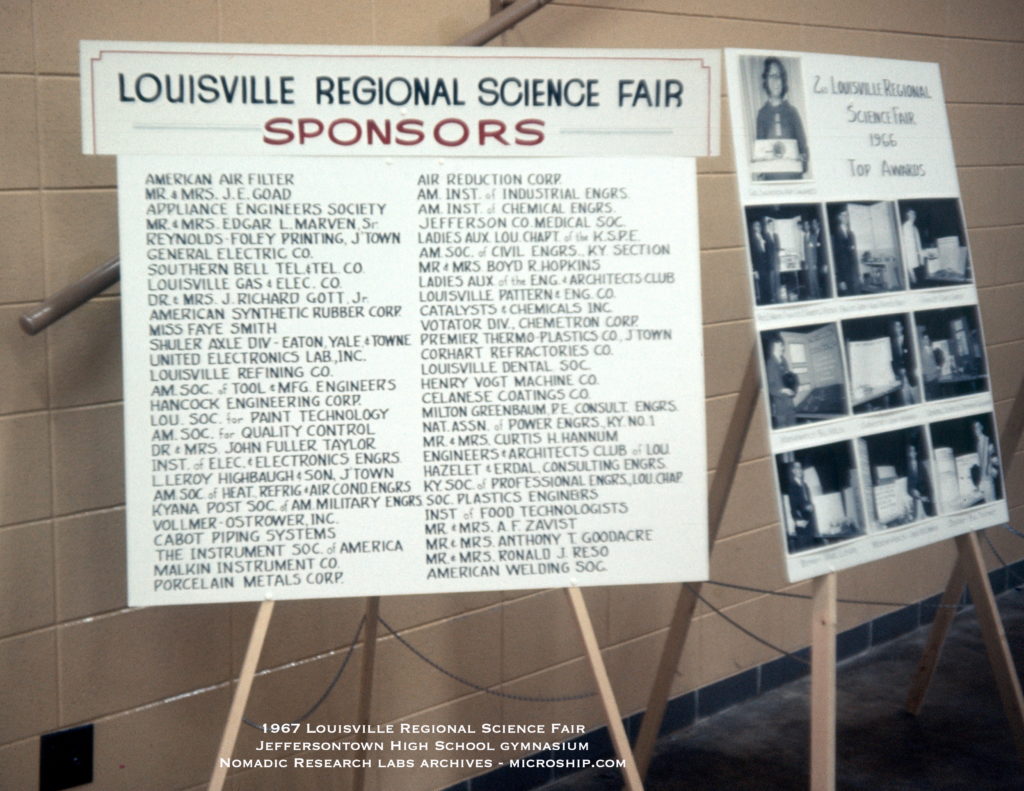 LOUISVILLE REGIONAL SCIENCE FAIR
SPONSORS
AMERICAN AIR FILTER
MR. & MRS. J.E. GOAD
APPLIANCE ENGINEERS SOCIETY
MR. & MRS. EDGAR L. MARVEN, Sr.
REYNOLDS-FOLEY PRINTING, J'TOWN
GENERAL ELECTRIC CO.
SOUTHERN BELL TEL. & TEL. CO.
LOUISVILLE GAS & ELEC. CO.
DR. & MRS. J. RICHARD GOTT, Jr.
AMERICAN SYNTHETIC RUBBER CORP.
MISS FAYE SMITH
SHULER AXLE DIV - EATON, YALE & TOWNE
UNITED ELECTRONICS LAB., INC.
LOUISVILLE REFINING CO.
AM. SOC. of TOOL & MFG. ENGINEERS
HANCOCK ENGINEERING CORP.
LOU. SOC. for PAINT TECHNOLOGY
AM. SOC. for QUALITY CONTROL
DR & MRS. JOHN FULLER TAYLOR
INST. of ELEC. & ELECTRONICS ENGRS.
L. LEROY HIGHBAUGH & SON, J'TOWN
AM. SOC. of HEAT. REFRIG & AIR COND. ENGRS
KYANA POST SOC. of AM. MILITARY ENGRS
VOLLMER-OSTROWER, INC.
CABOT PIPING SYSTEMS
THE INSTRUMENT SOC. of AMERICA
MALKIN INSTRUMENT CO.
PORCELAIN METALS CORP.
AIR REDUCTION CORP.
AM. INST. of INDUSTRIAL ENGRS.
AM. INST. of CHEMICAL ENGRS.
JEFFERSON CO. MEDICAL SOC.
LADIES AUX. LOU. CHAPT. of the K.S.P.E.
AM. SOC. of CIVIL ENGRS., KY. SECTION
MR & MRS BOYD R. HOPKINS
LADIES AUX of the ENG. & ARCHITECTS CLUB
LOUISVILLE PATTERN & ENG. CO.
CATALYSTS & CHEMICALS INC.
VOTATOR DIV., CHEMETRON CORP.
PREMIER THERMO-PLASTICS CO., J'TOWN
CORHART REFRACTORIES CO.
LOUISVILLE DENTAL SOC.
HENRY VOGT MACHINE CO.
CELANESE COATINGS CO.
MILTON GREENBAUM, P.E. CONSULT. ENGRS.
NAT. ASSN. of POWER ENGRS., KY. NO. 1
MR. & MRS. CURTIS H. HANNUM
ENGINEERS & ARCHITECTS CLUB of LOU.
HAZELET & ERDAL, CONSULTING ENGRS.
KY. SOC. of PROFESSIONAL ENGRS., LOU. CHAP.
SOC. PLASTICS ENGINEERS
INST of FOOD TECHNOLOGISTS
MR. & MRS. A.F. ZAVIST
MR. & MRS. ANTHONY T. GOODACRE
MR. & MRS. RONALD J. RESO
AMERICAN WELDING SOC.
LOUISVILLE REGIONAL
SCIENCE FAIR
1966
TOP AWARDS
1967 Louisville Regional Science Fair
Jeffersontown High School gymnasium
Nomadic Research labs archives - microship.com